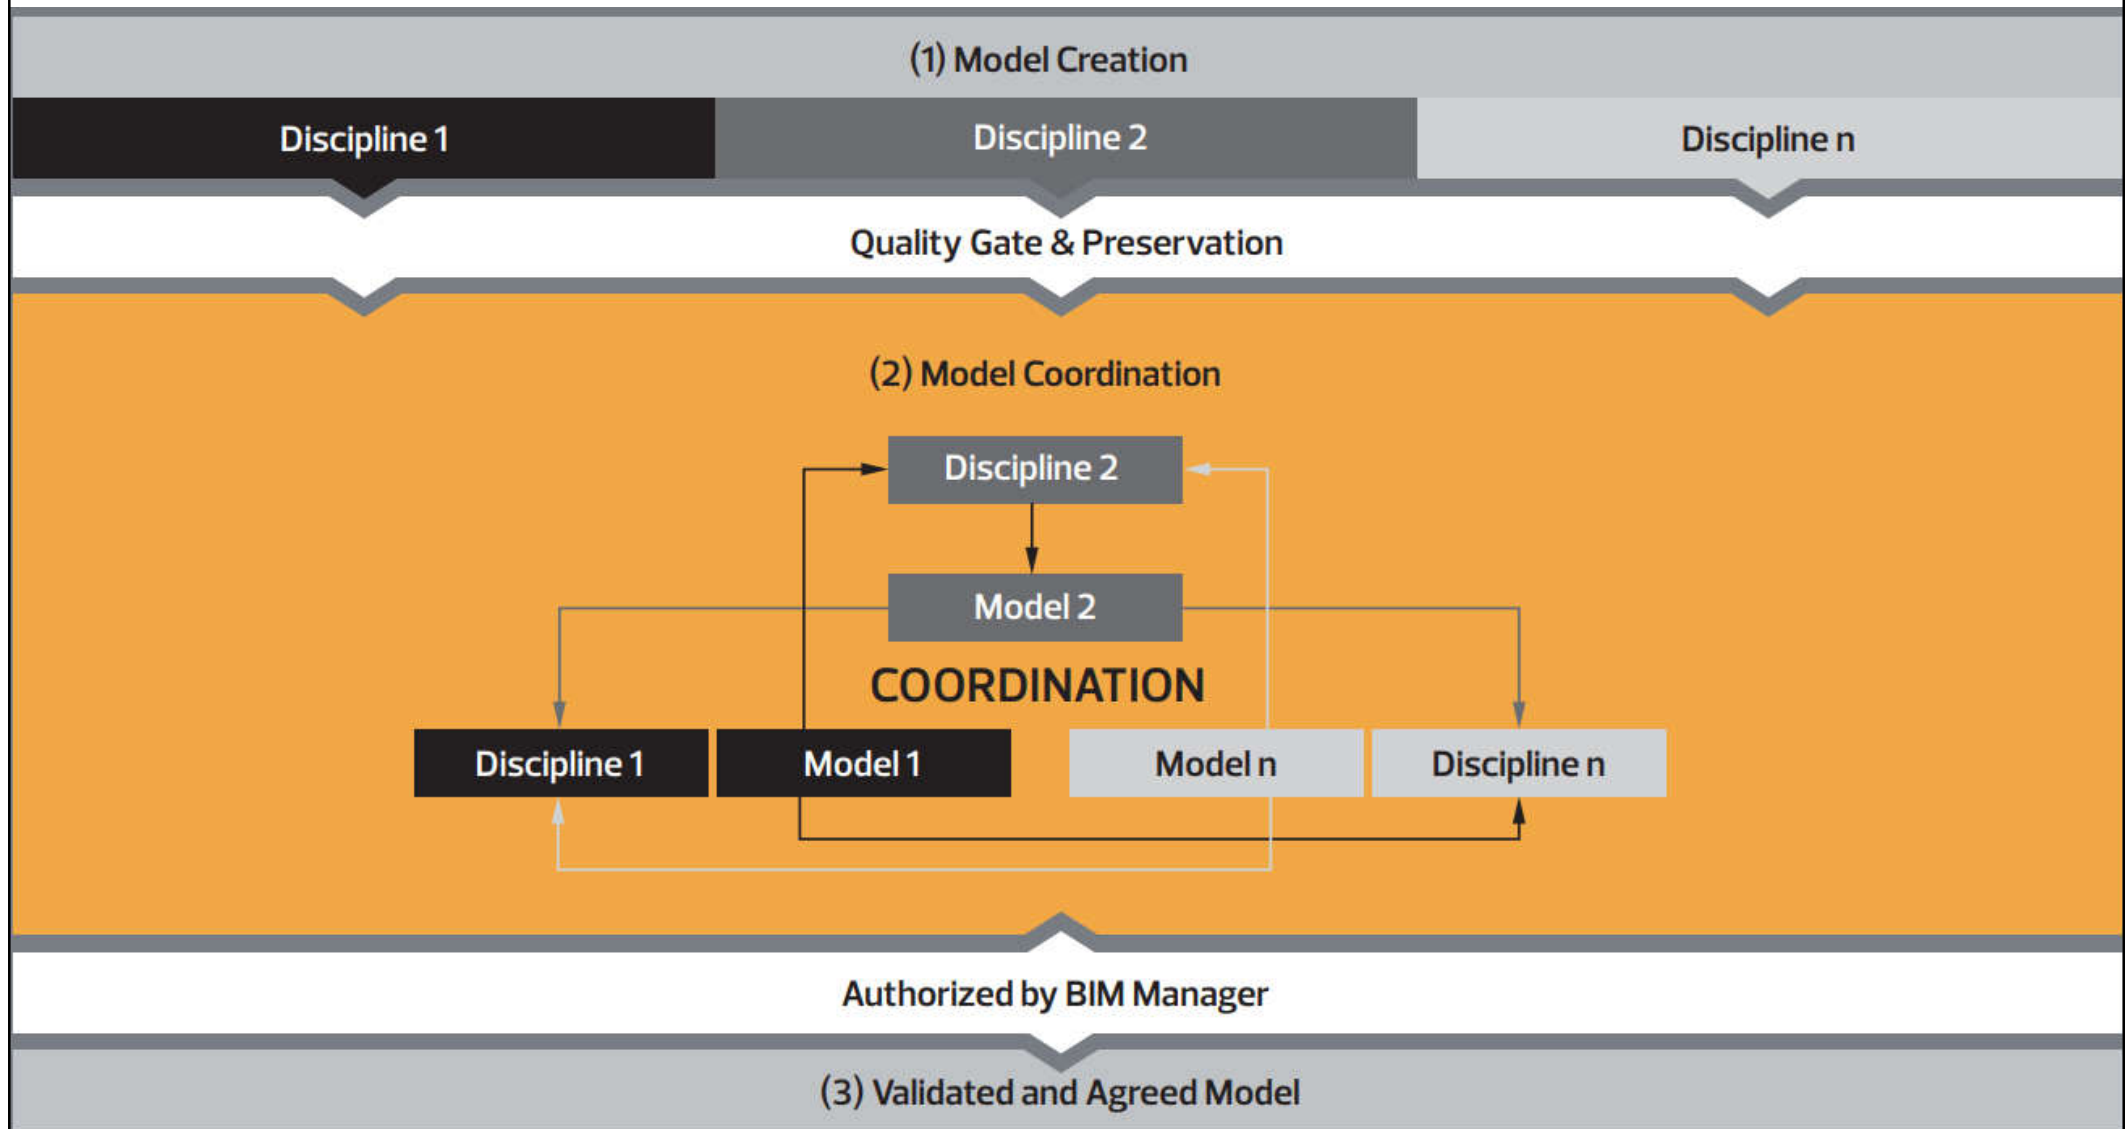 (1) Model Creation
Discipline 1
Discipline 2
Discipline n
Quality Gate & Preservation
(2) Model Coordination
Discipline 2
Model 2
COORDINATION
Discipline 1
Model 1
Model n
Discipline n
Authorized by BIM Manager
(3) Validated and Agreed Model